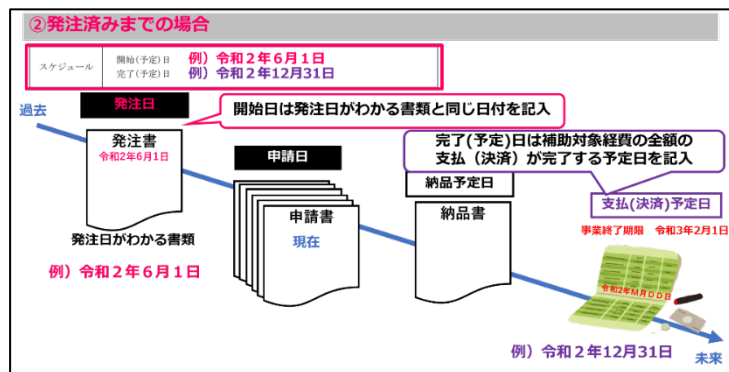 ②発注済みまでの場合
スケジュール
開始(予定)日 例）令和２年６月１日
完了(予定)日 例）令和２年12月31日
過去
発注日
開始日は発注日がわかる書類と同じ日付を記入
発注書
令和2年6月1日
申請日
完了(予定)日は補助対象経費の全額の
支払（決済）が完了する予定日を記入
納品予定日
申請書
現在
納品書
支払(決済)予定日
発注日がわかる書類
事業終了期限 令和3年2月1日
例）令和２年６月１日
令和2年M月ＤＤ日
例）令和２年12月31日
未来